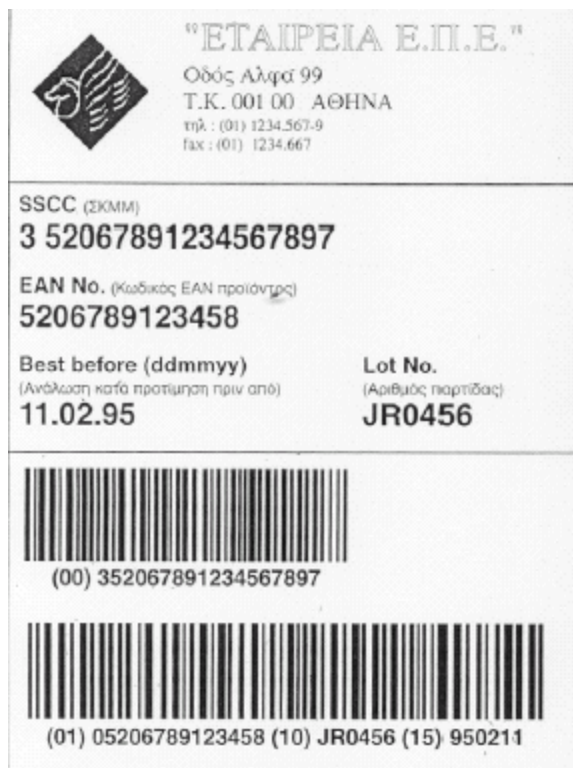 "ΕΤΑΙΡΕΙΑ Ε.Π.Ε."
Οδός Αλφα 99
Τ.Κ. 001 00 ΑΘΗΝΑ
τηλ : (01) 1234.567-9
fax : (01) 1234.667
SSCC (ΣΚΜΜ)
3 52067891234567897
EAN No. (Κωδικός EAN προϊόντος)
5206789123458
Best before (ddmmyy)
(Ανάλωση κατά προτίμηση πριν από)
11.02.95
Lot No.
(Αριθμός παρτίδας)
JR0456
(00) 352067891234567897
(01) 05206789123458 (10) JR0456 (15) 950211